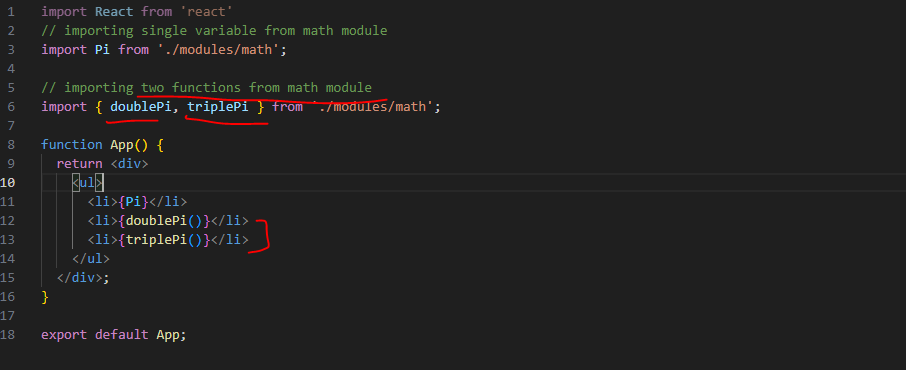 1 import React from 'react'
2 // importing single variable from math module
3 import Pi from './modules/math';
4
5 // importing two functions from math module
6 import { doublePi, triplePi } from './modules/math';
7
8 function App() {
9 return <div>
10 <ul>
11 <li>{Pi}</li>
12 <li>{doublePi()}</li>
13 <li>{triplePi()}</li>
14 </ul>
15 </div>;
16 }
17
18 export default App;